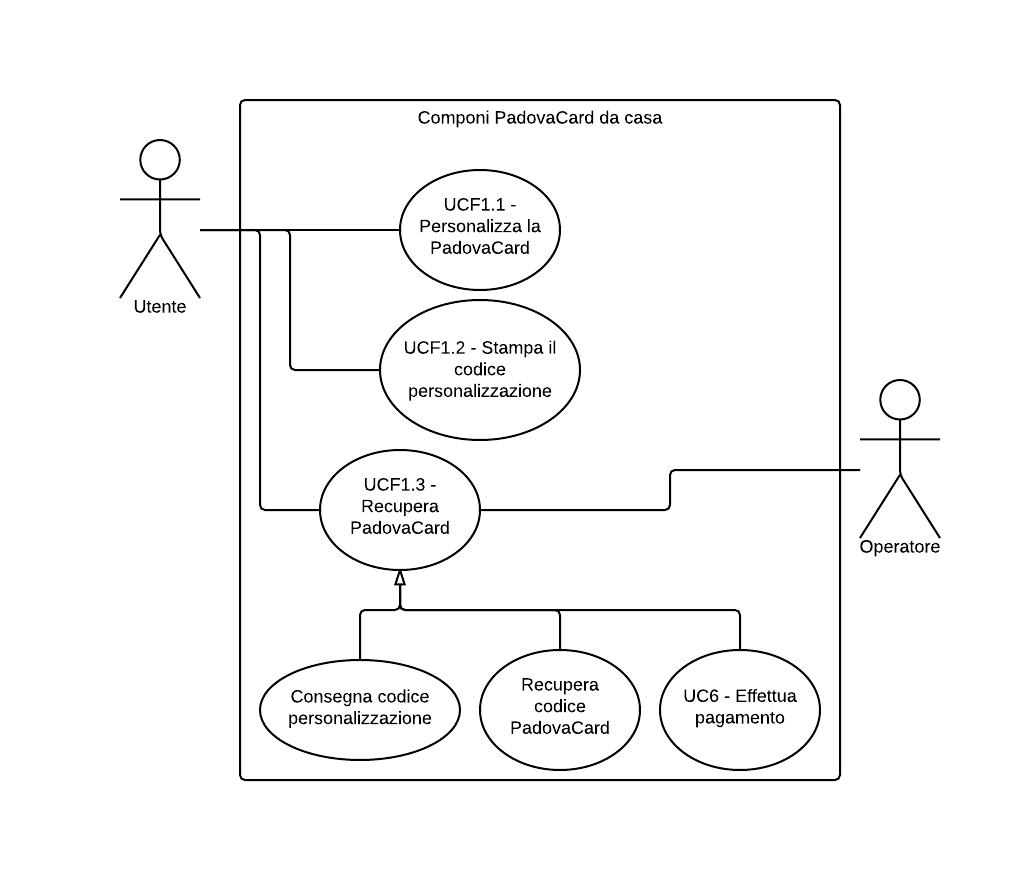 Componi PadovaCard da casa
UCF1.1 -
Personalizza la
PadovaCard
Utente
UCF1.2 - Stampa il
codice
personalizzazione
UCF1.3 -
Recupera
PadovaCard
Operatore
Consegna codice
personalizzazione
Recupera
codice
PadovaCard
UC6 - Effettua
pagamento